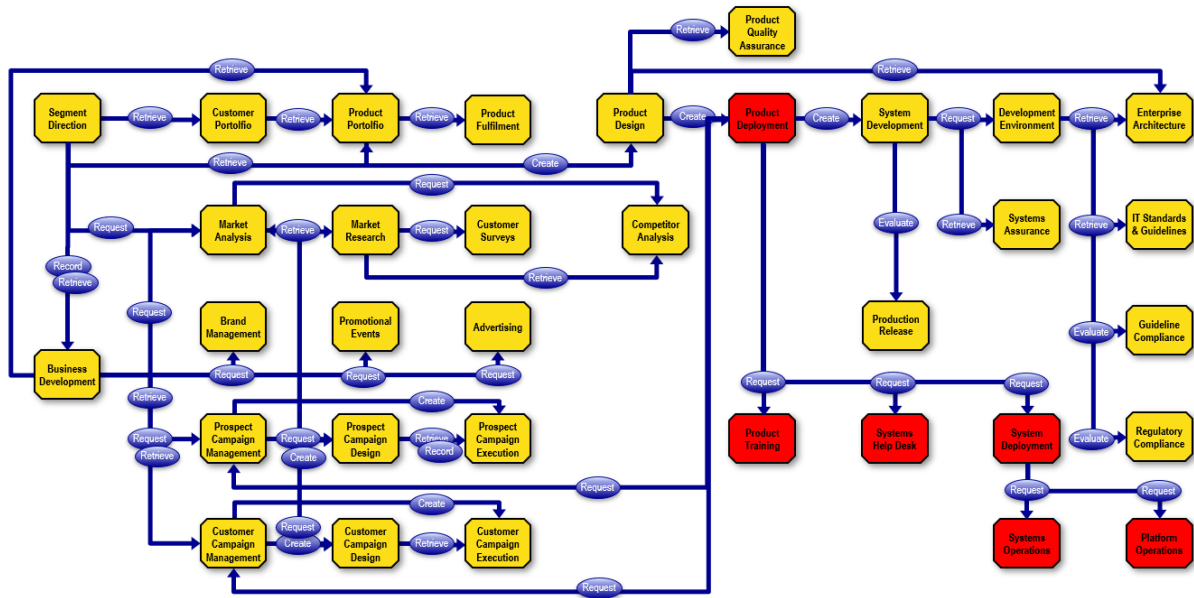 Product
Quality
Assurance
Retrieve
Retrieve
Retrieve
Segment
Direction
Retrieve
Customer
Portolfio
Retrieve
Product
Portolfio
Retrieve
Product
Fulfilment
Product
Design
Create
Product
Deployment
Create
System
Development
Request
Development
Environment
Retrieve
Enterprise
Architecture
Retrieve
Create
Request
Request
Market
Analysis
Retrieve
Market
Research
Request
Customer
Surveys
Competitor
Analysis
Evaluate
Retrieve
Systems
Assurance
Retrieve
IT Standards
& Guidelines
Record
Retrieve
Retrieve
Request
Brand
Management
Promotional
Events
Advertising
Production
Release
Evaluate
Guideline
Compliance
Business
Development
Request
Request
Request
Request
Request
Request
Retrieve
Create
Request
Retrieve
Prospect
Campaign
Management
Request
Create
Prospect
Campaign
Design
Retrieve
Record
Prospect
Campaign
Execution
Product
Training
Systems
Help Desk
System
Deployment
Evaluate
Regulatory
Compliance
Request
Request
Request
Create
Customer
Campaign
Management
Request
Create
Customer
Campaign
Design
Retrieve
Customer
Campaign
Execution
Systems
Operations
Platform
Operations
Request